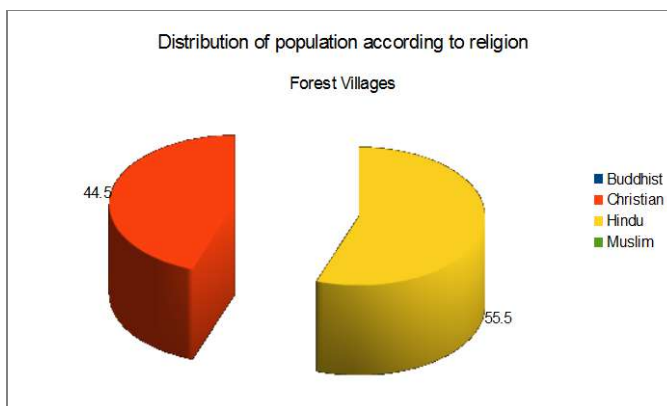 Distribution of population according to religion
Forest Villages
44.5
55.5
Buddhist
Christian
Hindu
Muslim